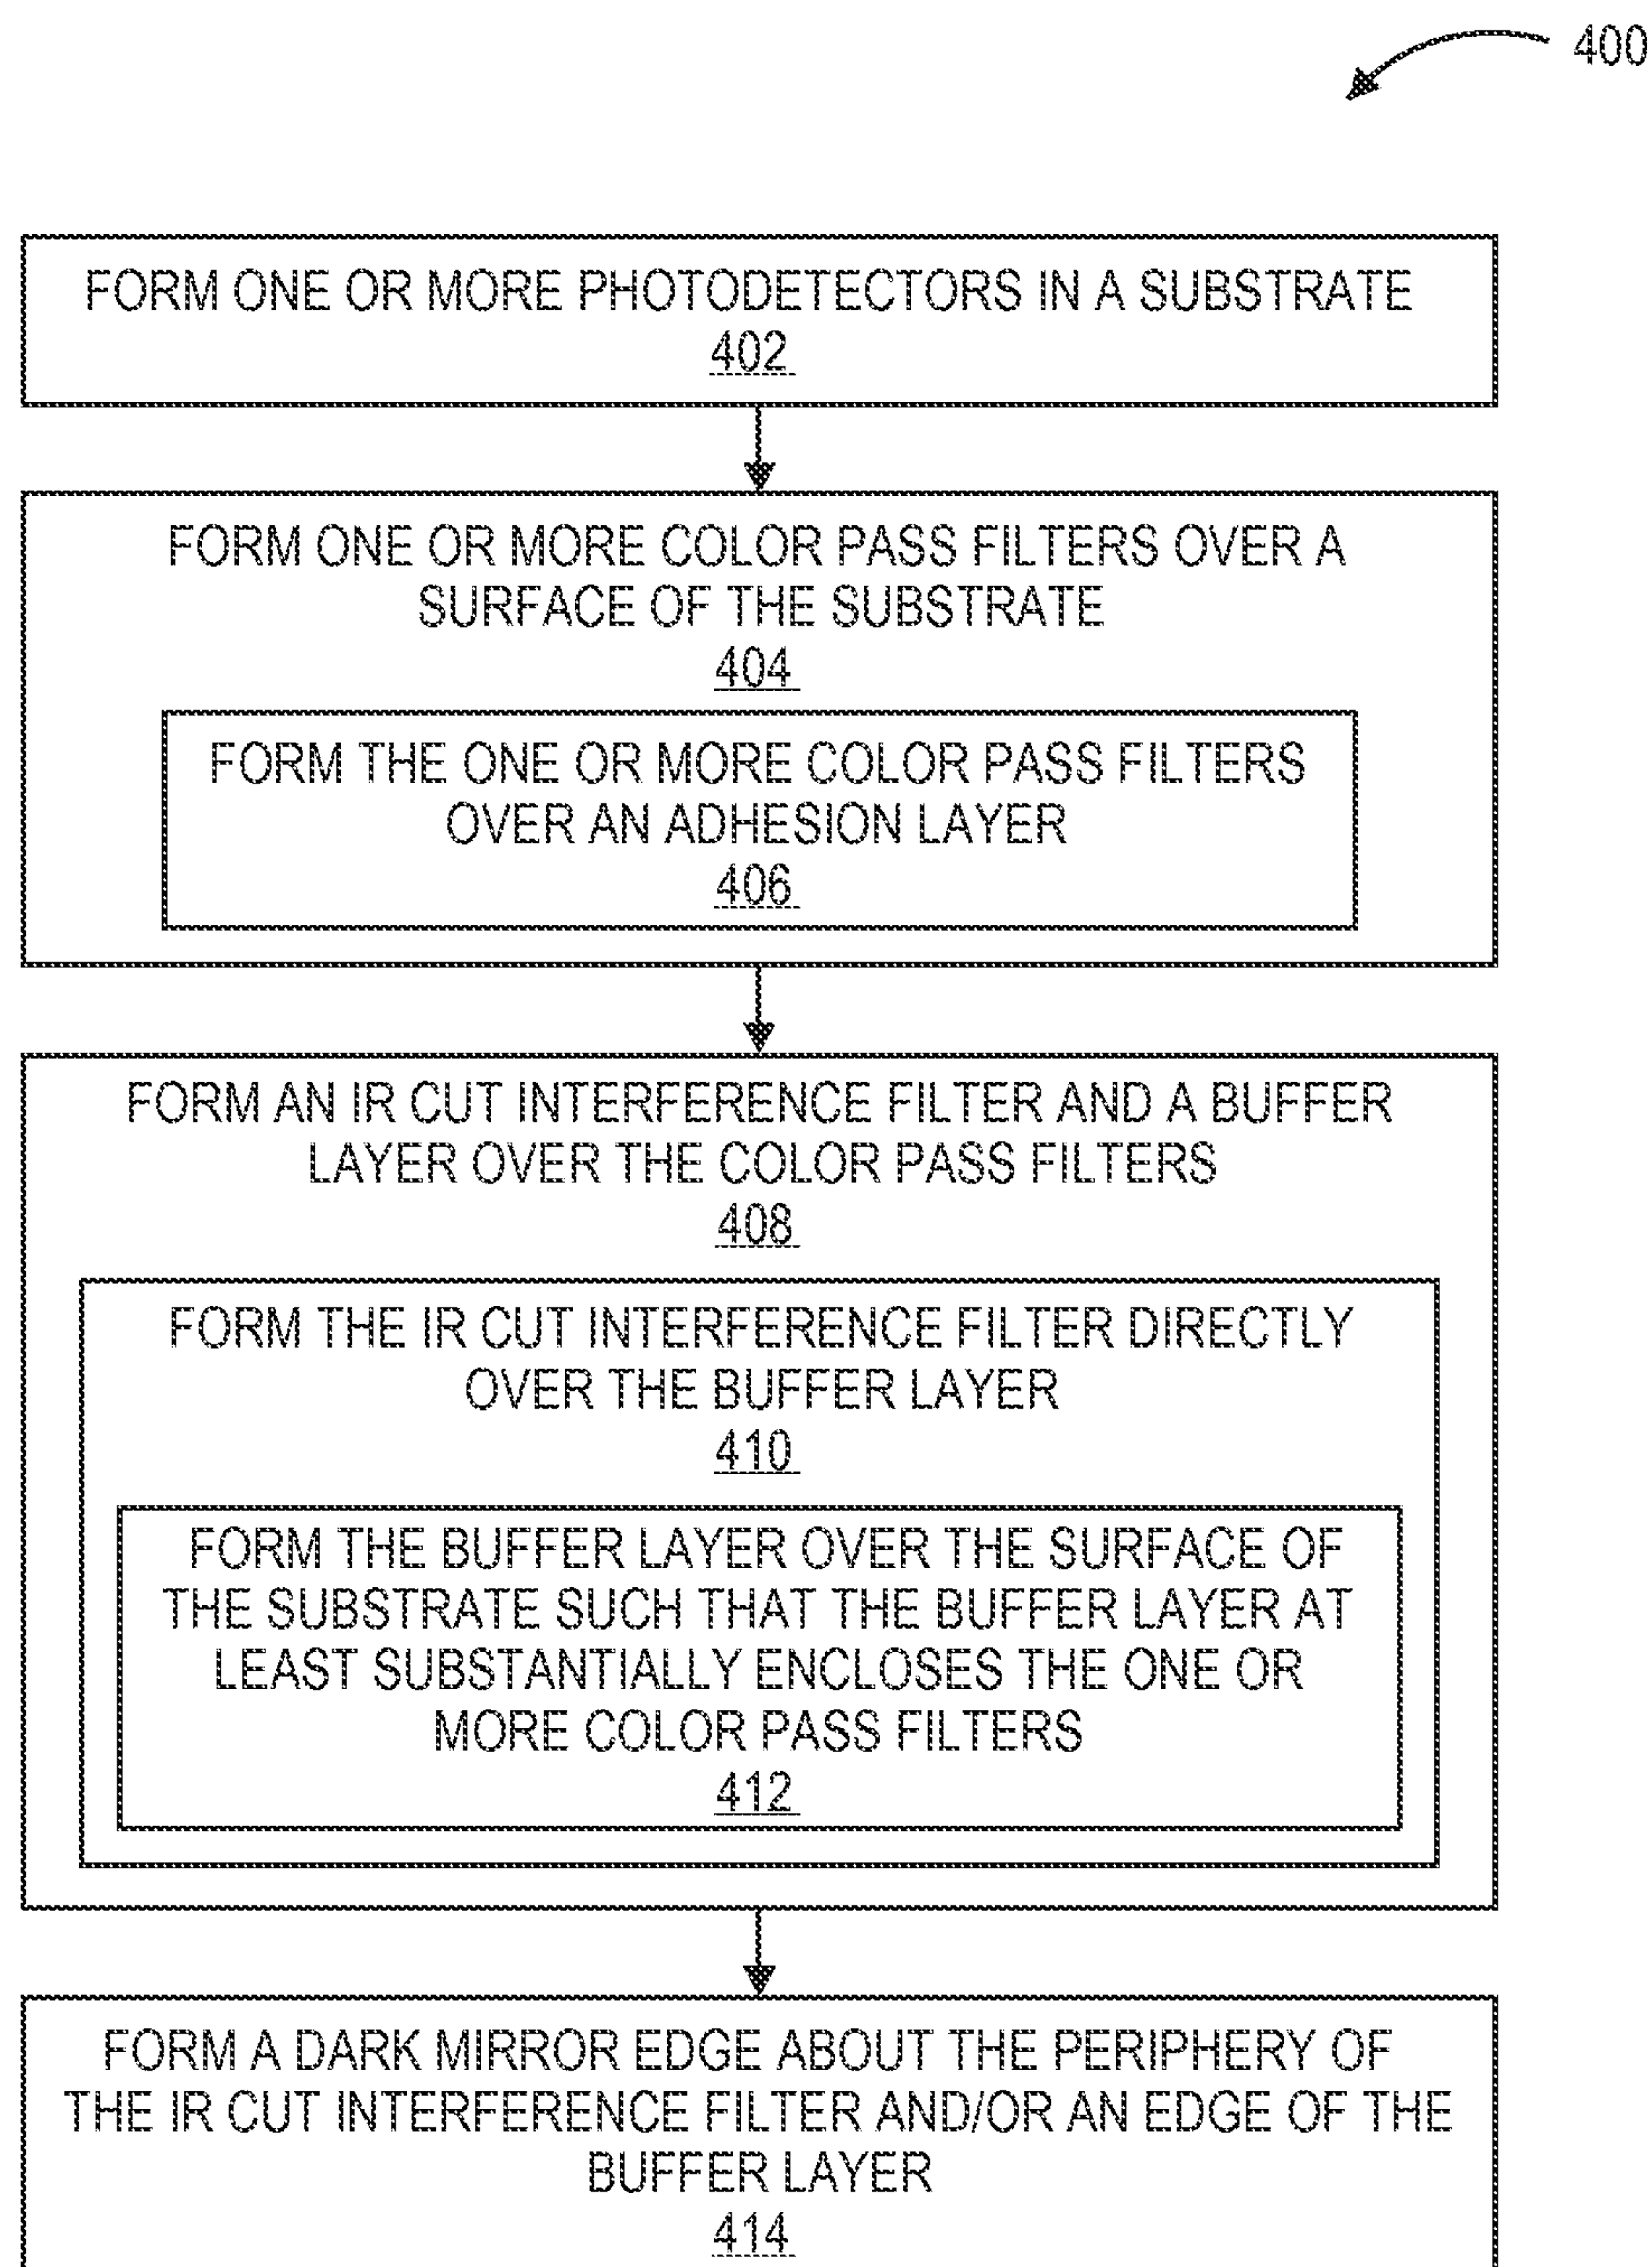 400
FORM ONE OR MORE PHOTODETECTORS IN A SUBSTRATE
402
FORM ONE OR MORE COLOR PASS FILTERS OVER A
SURFACE OF THE SUBSTRATE
404
FORM THE ONE OR MORE COLOR PASS FILTERS
OVER AN ADHESION LAYER
406
FORM AN IR CUT INTERFERENCE FILTER AND A BUFFER
LAYER OVER THE COLOR PASS FILTERS
408
FORM THE IR CUT INTERFERENCE FILTER DIRECTLY
OVER THE BUFFER LAYER
410
FORM THE BUFFER LAYER OVER THE SURFACE OF
THE SUBSTRATE SUCH THAT THE BUFFER LAYER AT
LEAST SUBSTANTIALLY ENCLOSES THE ONE OR
MORE COLOR PASS FILTERS
412
FORM A DARK MIRROR EDGE ABOUT THE PERIPHERY OF
THE IR CUT INTERFERENCE FILTER AND/OR AN EDGE OF THE
BUFFER LAYER
414